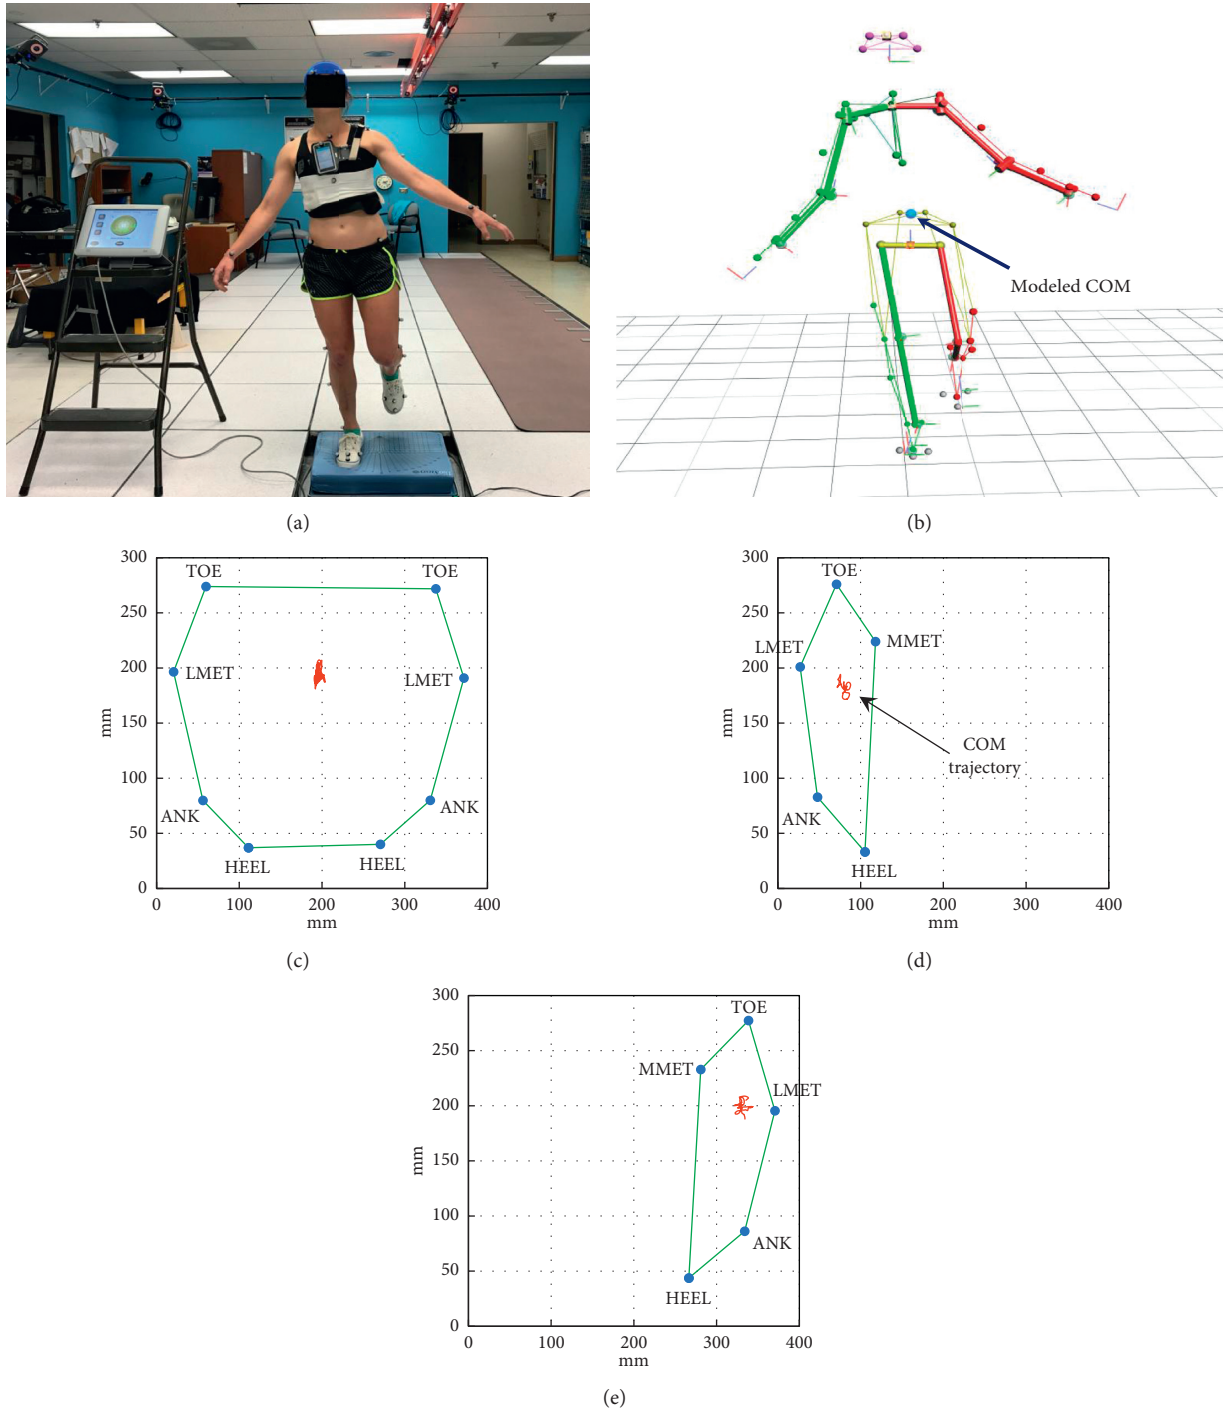 Modeled COM
(a)
(b)
300
250
200
150
100
50
0
mm
TOE
TOE
LMET
LMET
ANK
ANK
HEEL
HEEL
0
100
200
300
400
mm
(c)
300
250
200
150
100
50
0
mm
TOE
MMET
LMET
COM
trajectory
ANK
HEEL
0
100
200
300
400
mm
(d)
300
250
200
150
100
50
0
mm
TOE
MMET
LMET
ANK
HEEL
0
100
200
300
400
mm
(e)